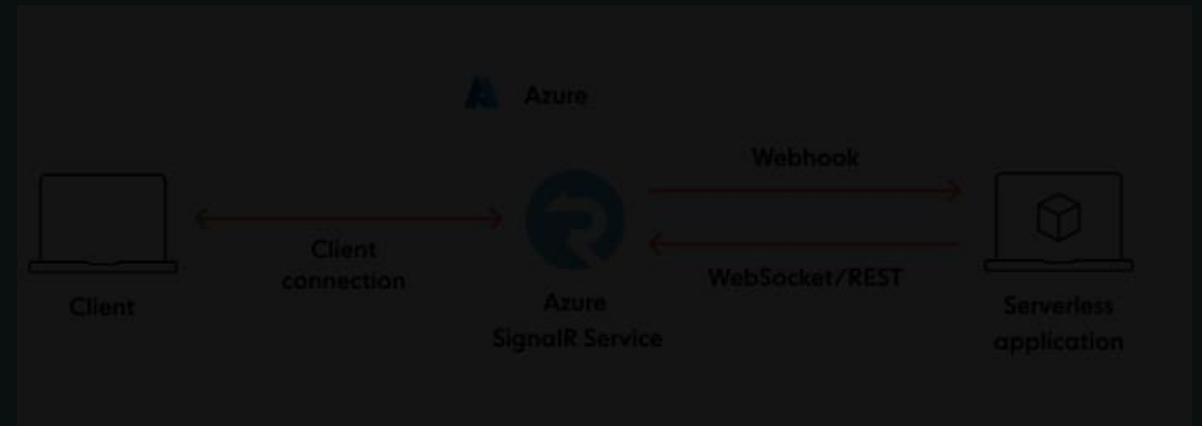 Azure
Webhook
Client
connection
WebSocket/REST
Client
Azure
SignalR Service
Serverless
application